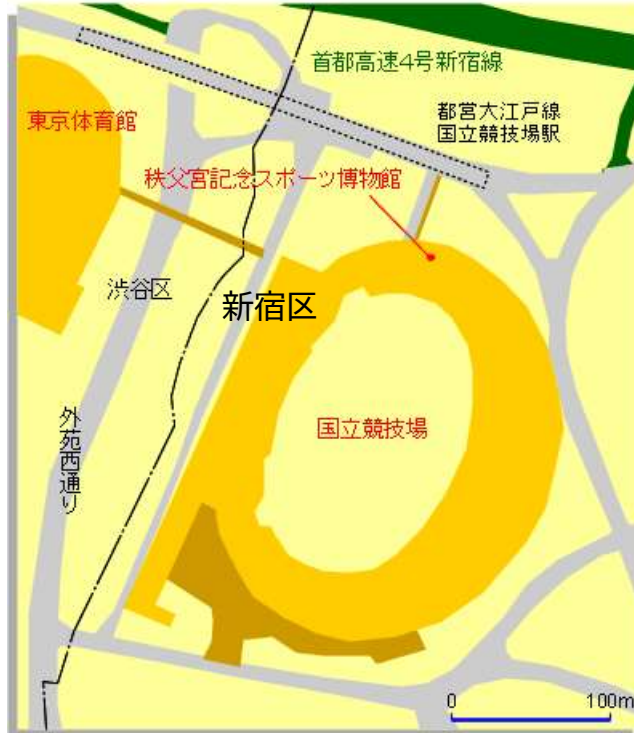 首都高速4号新宿線
東京体育館
都営大江戸線
国立競技場駅
秩父宮記念スポーツ博物館
渋谷区
新宿区
外苑西通り
国立競技場
0
100m